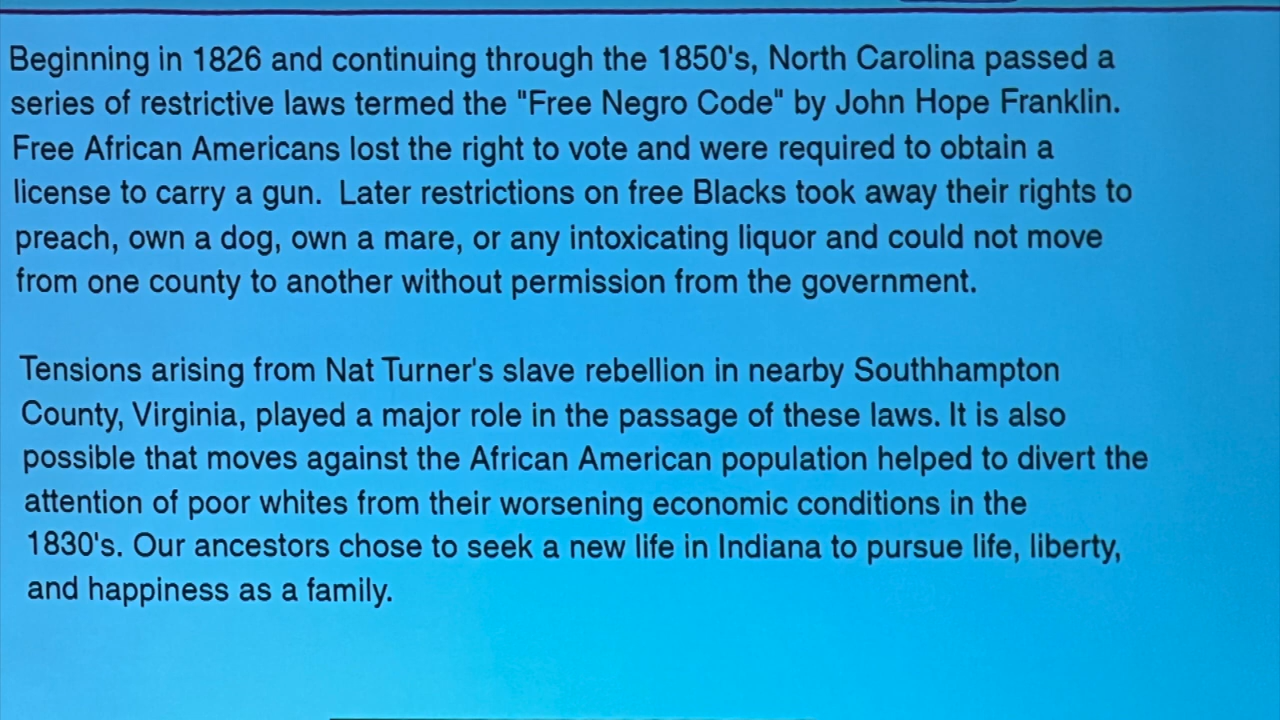 Beginning in 1826 and continuing through the 1850's, North Carolina passed a
series of restrictive laws termed the "Free Negro Code" by John Hope Franklin.
Free African Americans lost the right to vote and were required to obtain a
license to carry a gun.  Later restrictions on free Blacks took away their rights to
preach, own a dog, own a mare, or any intoxicating liquor and could not move
from one county to another without permission from the government.
Tensions arising from Nat Turner's slave rebellion in nearby Southhampton
County, Virginia, played a major role in the passage of these laws. It is also
possible that moves against the African American population helped to divert the
attention of poor whites from their worsening economic conditions in the
1830's. Our ancestors chose to seek a new life in Indiana to pursue life, liberty,
and happiness as a family.